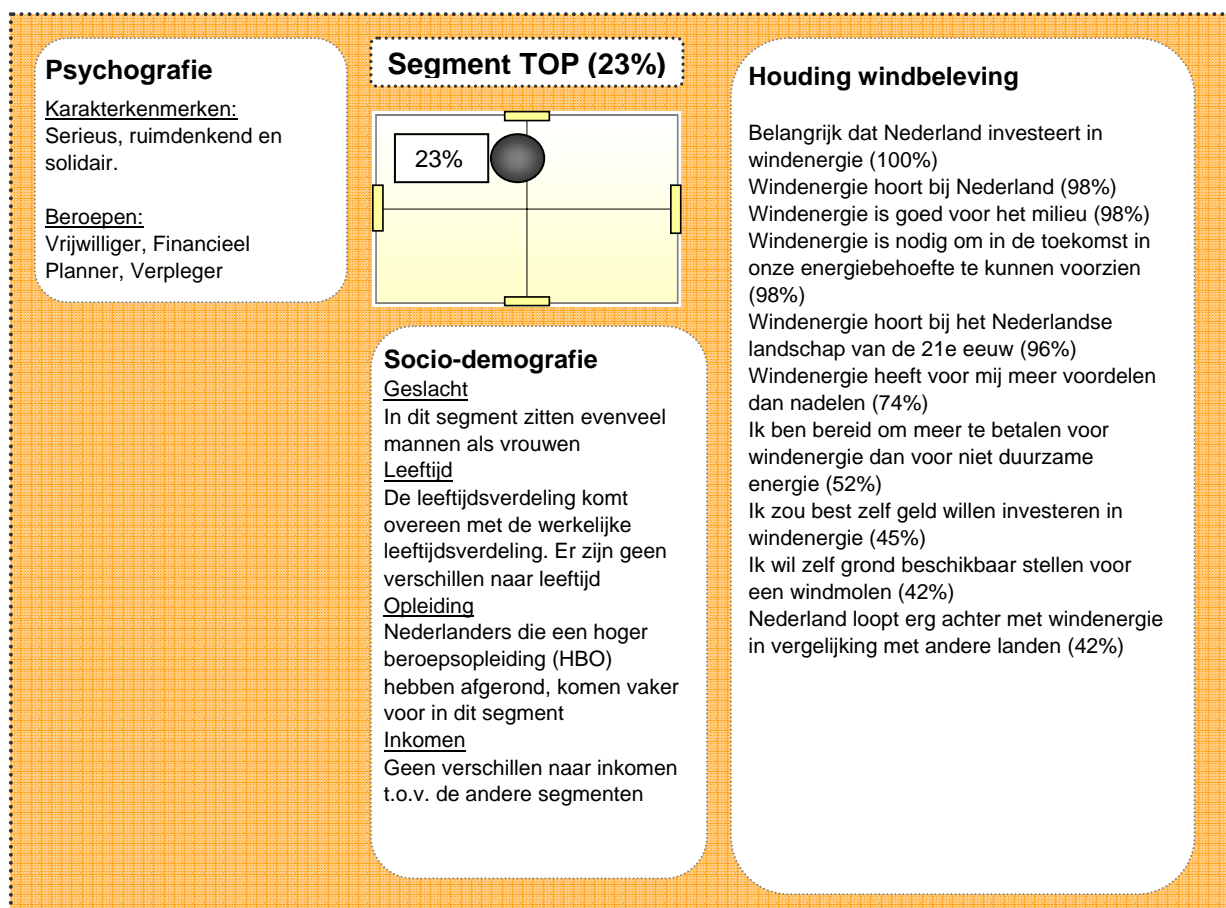 Psychografie
Karakterkenmerken:
Serieus, ruimdenkend en
solidair.
Beroepen:
Vrijwilliger, Financieel
Planner, Verpleger
Segment TOP (23%)
23%
Socio-demografie
Geslacht
In dit segment zitten evenveel
mannen als vrouwen
Leeftijd
De leeftijdsverdeling komt
overeen met de werkelijke
leeftijdsverdeling. Er zijn geen
verschillen naar leeftijd
Opleiding
Nederlanders die een hoger
beroepsopleiding (HBO)
hebben afgerond, komen vaker
voor in dit segment
Inkomen
Geen verschillen naar inkomen
t.o.v. de andere segmenten
Houding windbeleving
Belangrijk dat Nederland investeert in
windenergie (100%)
Windenergie hoort bij Nederland (98%)
Windenergie is goed voor het milieu (98%)
Windenergie is nodig om in de toekomst in
onze energiebehoefte te kunnen voorzien
(98%)
Windenergie hoort bij het Nederlandse
landschap van de 21e eeuw (96%)
Windenergie heeft voor mij meer voordelen
dan nadelen (74%)
Ik ben bereid om meer te betalen voor
windenergie dan voor niet duurzame
energie (52%)
Ik zou best zelf geld willen investeren in
windenergie (45%)
Ik wil zelf grond beschikbaar stellen voor
een windmolen (42%)
Nederland loopt erg achter met windenergie
in vergelijking met andere landen (42%)